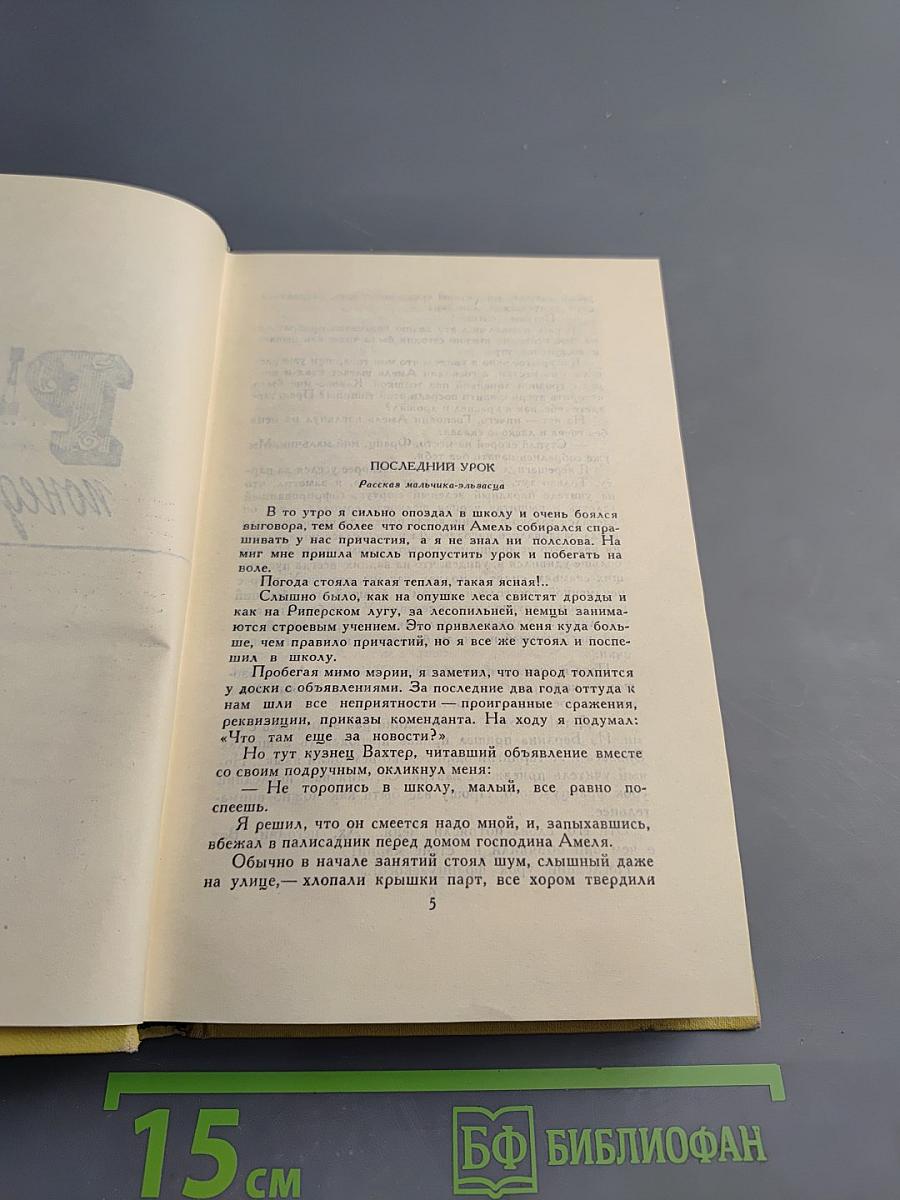 ПОСЛЕДНИЙ УРОК
Рассказ мальчика-эльзасца
В то утро я сильно опоздал в школу и очень боялся
выговора, тем более что господин Амель собирался спра-
шивать у нас причастия, а я не знал ни полслова. На
миг мне пришла мысль пропустить урок и побегать на
воле.
Погода стояла такая теплая, такая ясная!..
Слышно было, как на опушке леса свистят дрозды и
как на Риперском лугу, за лесопильней, немцы занима-
ются строевым учением. Это привлекало меня куда боль-
ше, чем правило причастий, но я все же устоял и поспе-
шил в школу.
Пробегая мимо мэрии, я заметил, что народ толпится
у доски с объявлениями. За последние два года оттуда к
нам шли все неприятности — проигранные сражения,
реквизиции, приказы коменданта. На ходу я подумал:
«Что там еще за новости?»
Но тут кузнец Вахтер, читавший объявление вместе
со своим подручным, окликнул меня:
— Не торопись в школу, малый, все равно по-
спеешь.
Я решил, что он смеется надо мной, и, запыхавшись,
вбежал в палисадник перед домом господина Амеля.
Обычно в начале занятий стоял шум, слышный даже
на улице,— хлопали крышки парт, все хором твердили
5
15 см
БФ БИБЛИОФАН